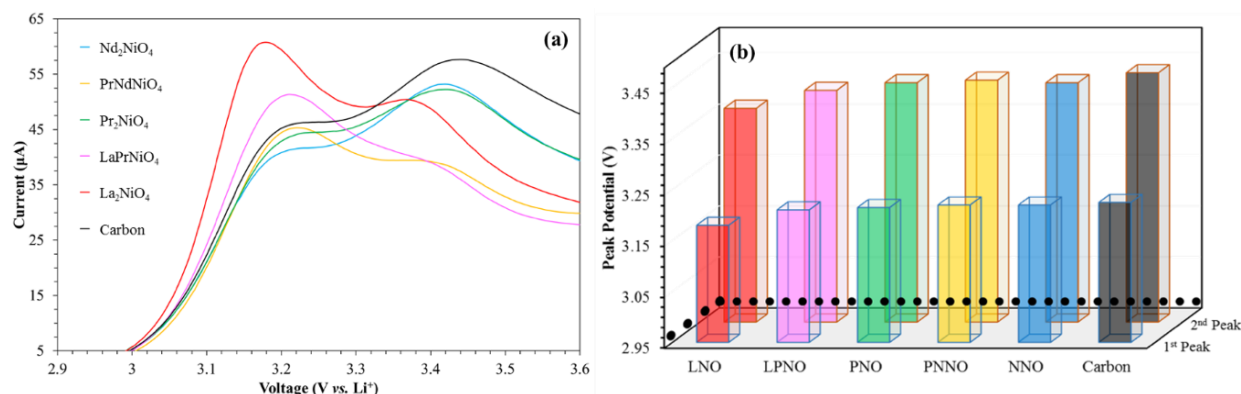 65
55
45
35
25
15
5
Current (µA)
(a)
Nd₂NiO₄
PrNdNiO₄
Pr₂NiO₄
LaPrNiO₄
La₂NiO₄
Carbon
2.9 3 3.1 3.2 3.3 3.4 3.5 3.6
Voltage (V vs. Li⁺)
(b)
3.45
3.35
3.25
3.15
3.05
2.95
Peak Potential (V)
LNO LPNO PNO PNNO NNO Carbon
2nd Peak
1st Peak